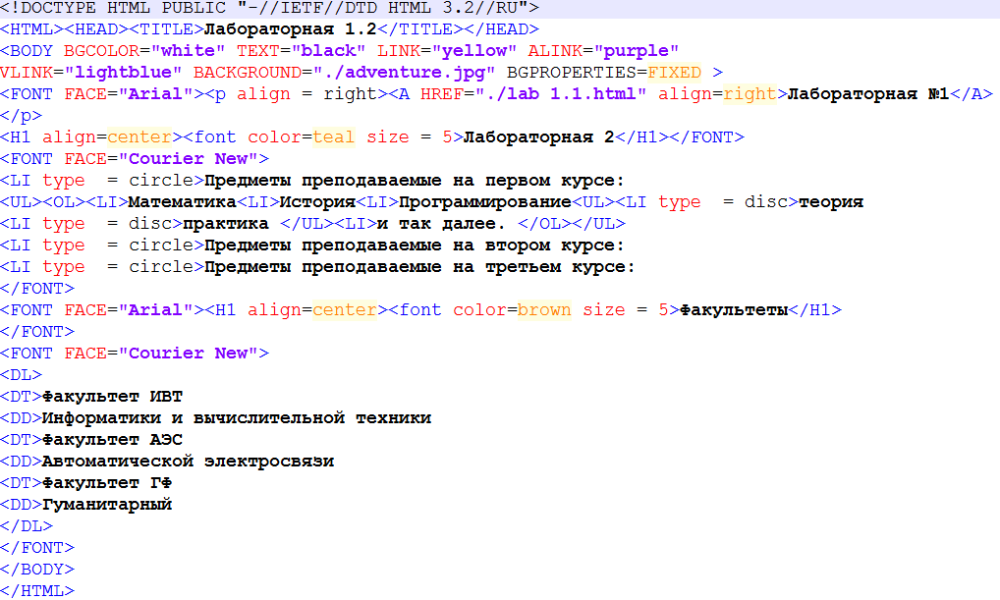 <!DOCTYPE HTML PUBLIC "-//IETF//DTD HTML 3.2//RU">
<HTML><HEAD><TITLE>Лабораторная 1.2</TITLE></HEAD>
<BODY BGCOLOR="white" TEXT="black" LINK="yellow" ALINK="purple"
VLINK="lightblue" BACKGROUND="./adventure.jpg" BGPROPERTIES=FIXED >
<FONT FACE="Arial"><p align = right><A HREF="./lab 1.1.html" align=right>Лабораторная №1</A>
</p>
<H1 align=center><font color=teal size = 5>Лабораторная 2</H1></FONT>
<FONT FACE="Courier New">
<LI type  = circle>Предметы преподаваемые на первом курсе:
<UL><OL><LI>Математика<LI>История<LI>Программирование<UL><LI type  = disc>теория
<LI type  = disc>практика </UL><LI>и так далее. </OL></UL>
<LI type  = circle>Предметы преподаваемые на втором курсе:
<LI type  = circle>Предметы преподаваемые на третьем курсе:
</FONT>
<FONT FACE="Arial"><H1 align=center><font color=brown size = 5>Факультеты</H1>
</FONT>
<FONT FACE="Courier New">
<DL>
<DT>Факультет ИВТ
<DD>Информатики и вычислительной техники
<DT>Факультет АЭС
<DD>Автоматической электросвязи
<DT>Факультет ГФ
<DD>Гуманитарный
</DL>
</FONT>
</BODY>
</HTML>